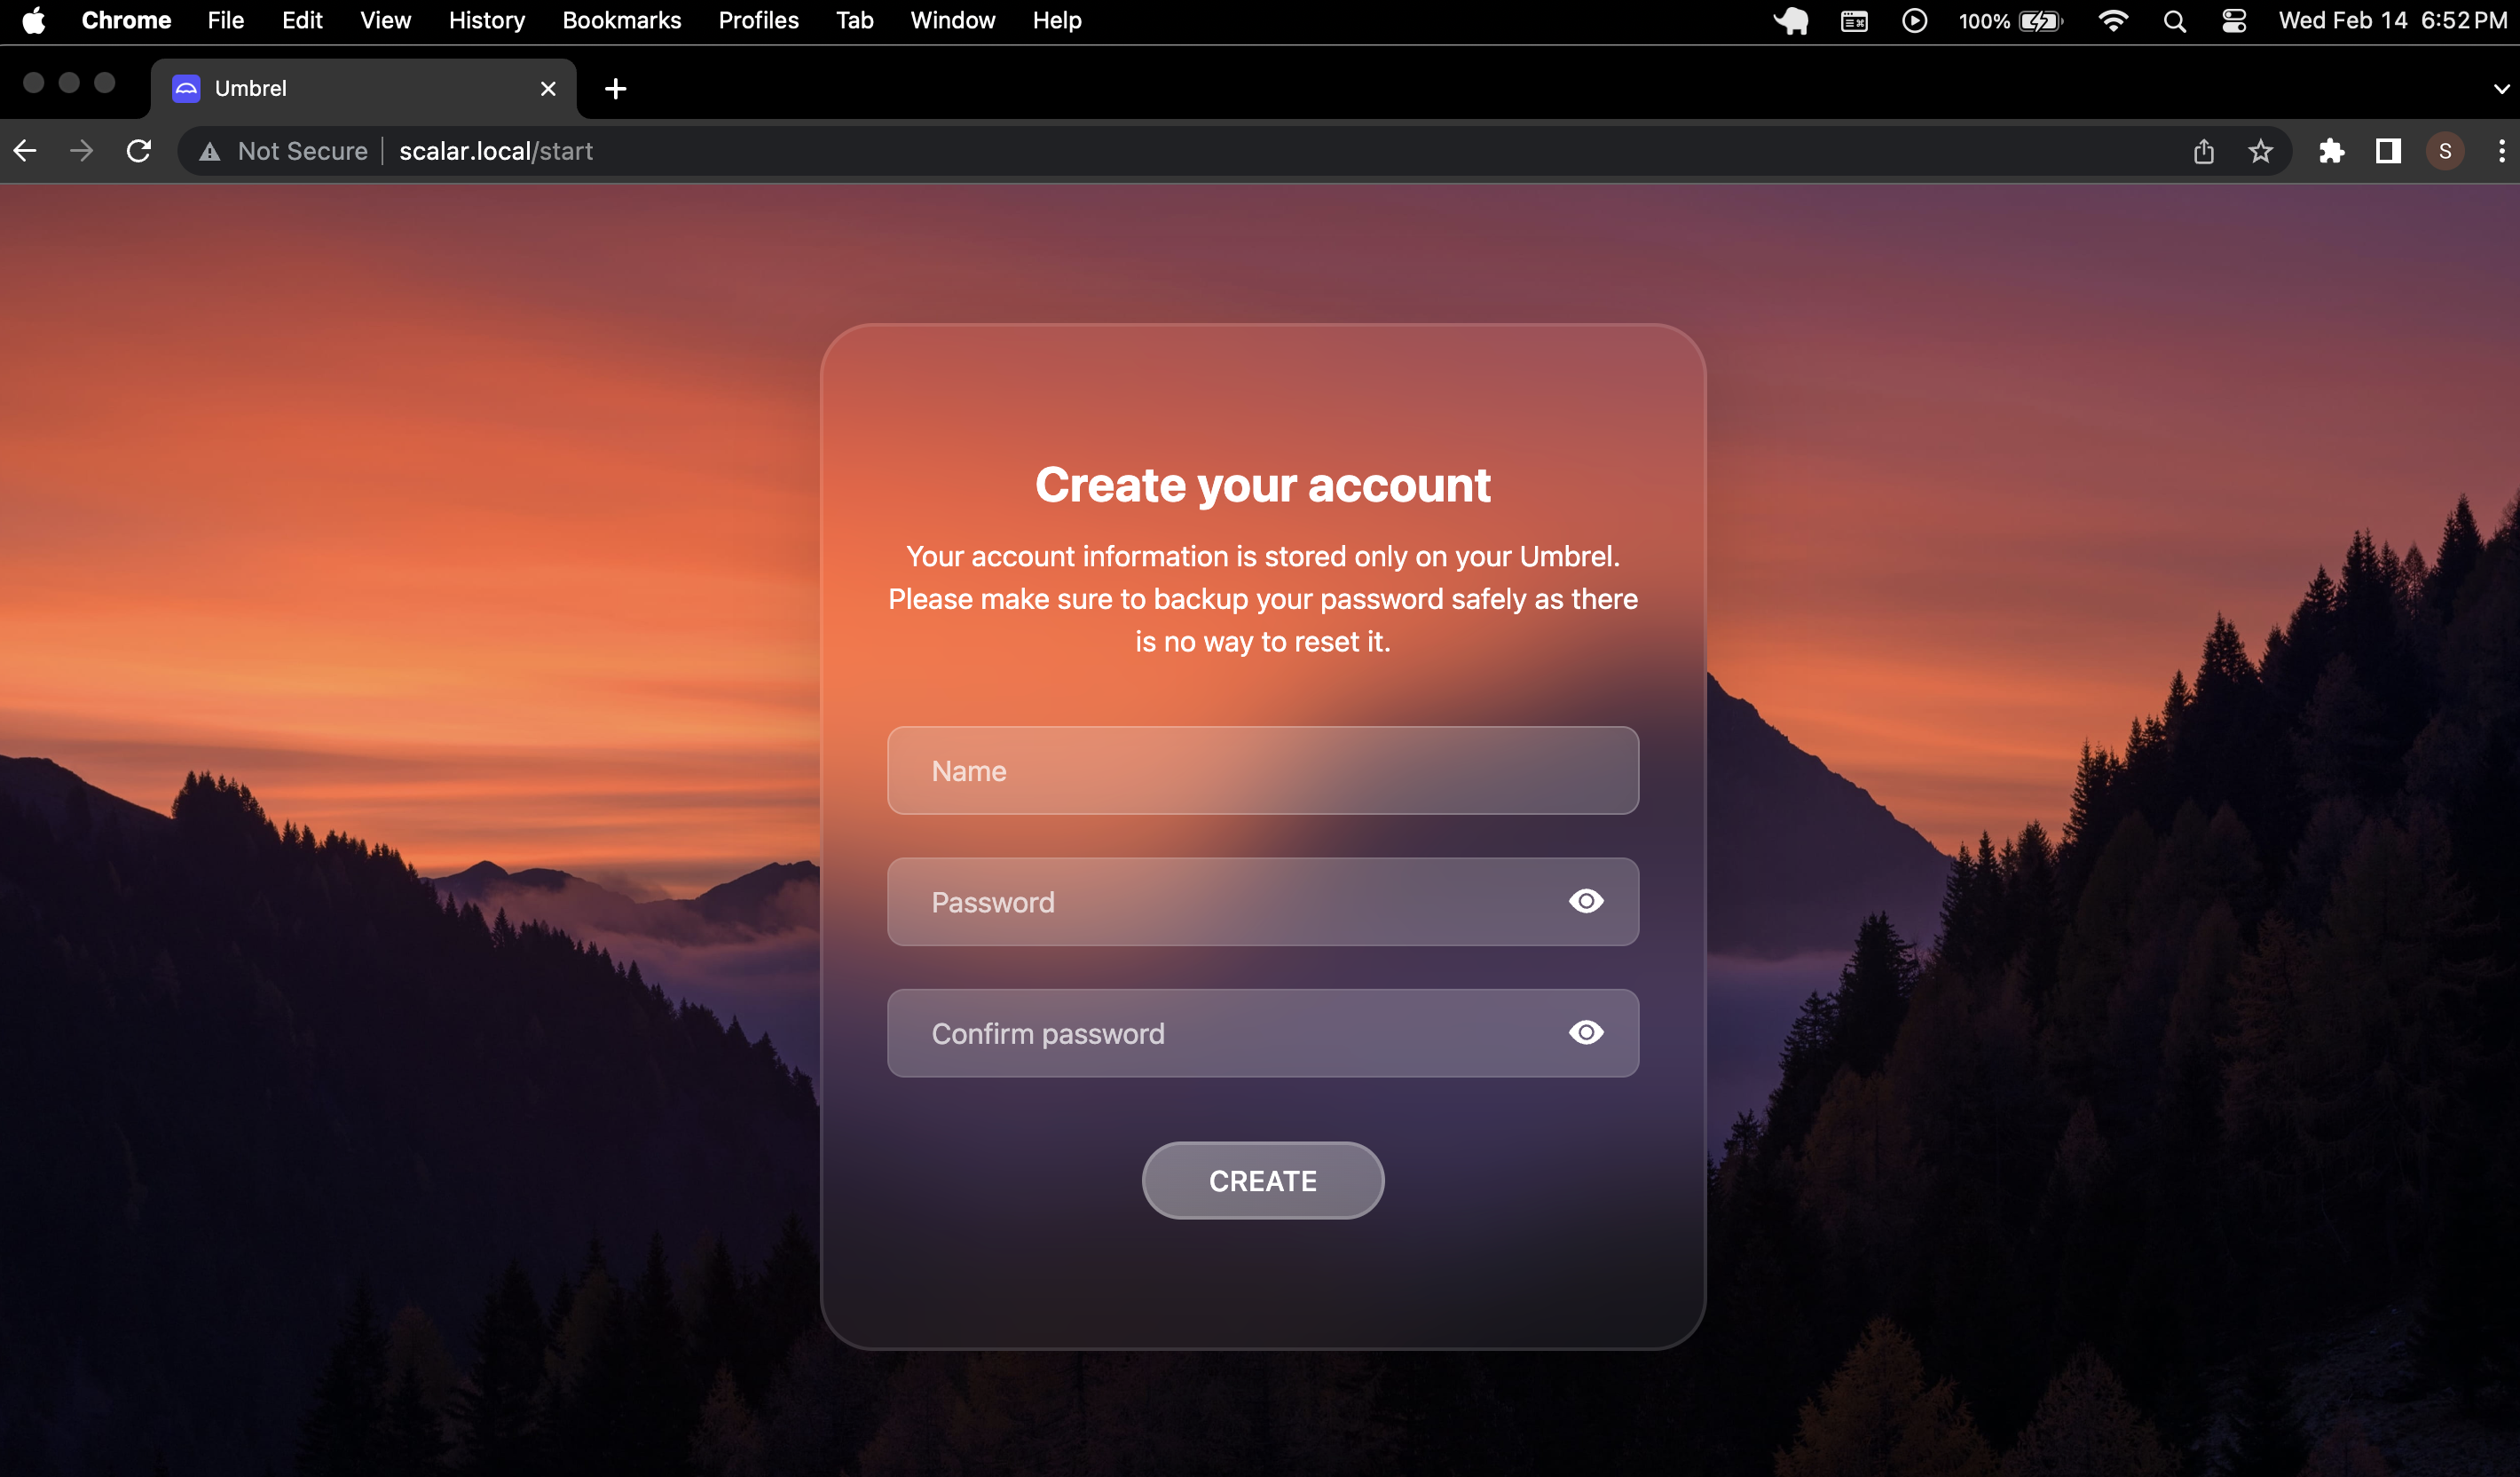 Chrome File Edit View History Bookmarks Profiles Tab Window Help 100% Wed Feb 14 6:52 PM
Umbrel
Not Secure scalar.local/start S
Create your account
Your account information is stored only on your Umbrel.
Please make sure to backup your password safely as there
is no way to reset it.
Name
Password
Confirm password
CREATE